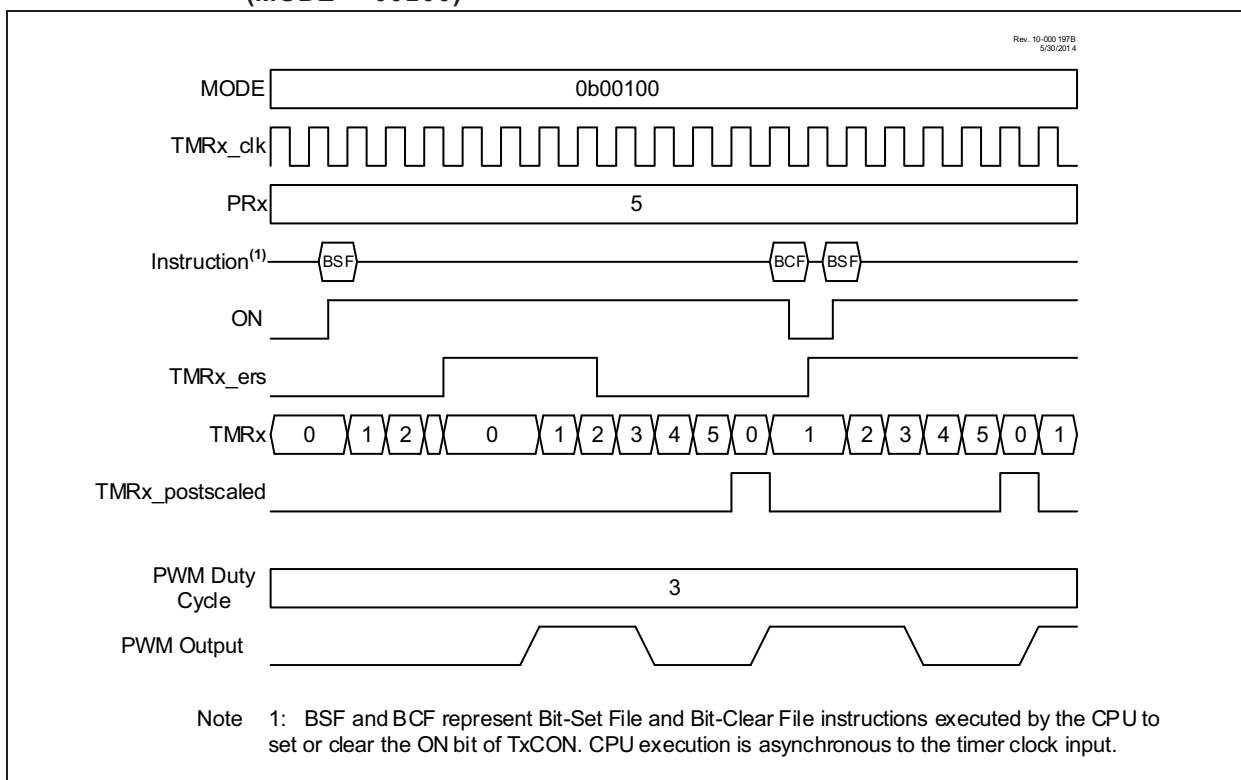 Rev. 10-000 197B
5/30/201 4
MODE 0b00100
TMRx_clk
PRx 5
Instruction(1) BSF BCF BSF
ON
TMRx_ers
TMRx 0 1 2 0 1 2 3 4 5 0 1 2 3 4 5 0 1
TMRx_postscaled
PWM Duty
Cycle 3
PWM Output
Note 1: BSF and BCF represent Bit-Set File and Bit-Clear File instructions executed by the CPU to
set or clear the ON bit of TxCON. CPU execution is asynchronous to the timer clock input.